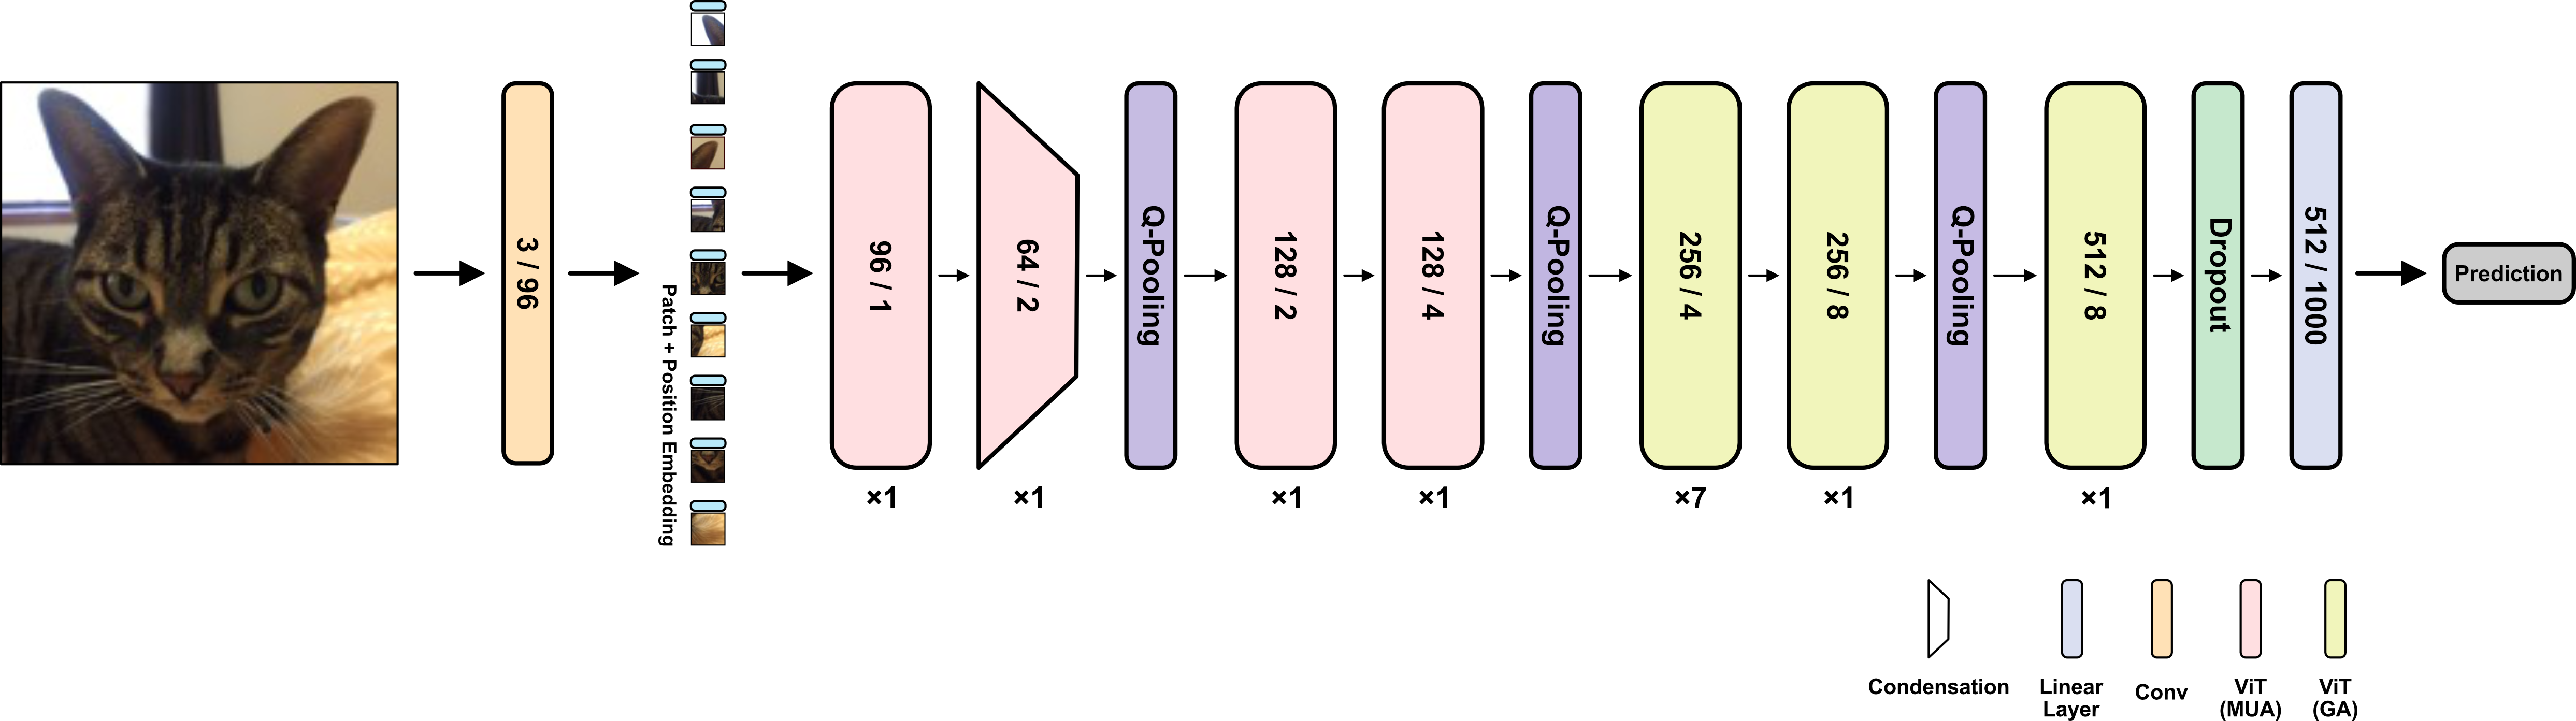 3 / 96
Patch + Position Embedding
96 / 1
×1
64 / 2
×1
Q-Pooling
128 / 2
×1
128 / 4
×1
Q-Pooling
256 / 4
×7
256 / 8
×1
Q-Pooling
512 / 8
×1
Dropout
512 / 1000
Prediction
Condensation
Linear
Layer
Conv
ViT
(MUA)
ViT
(GA)